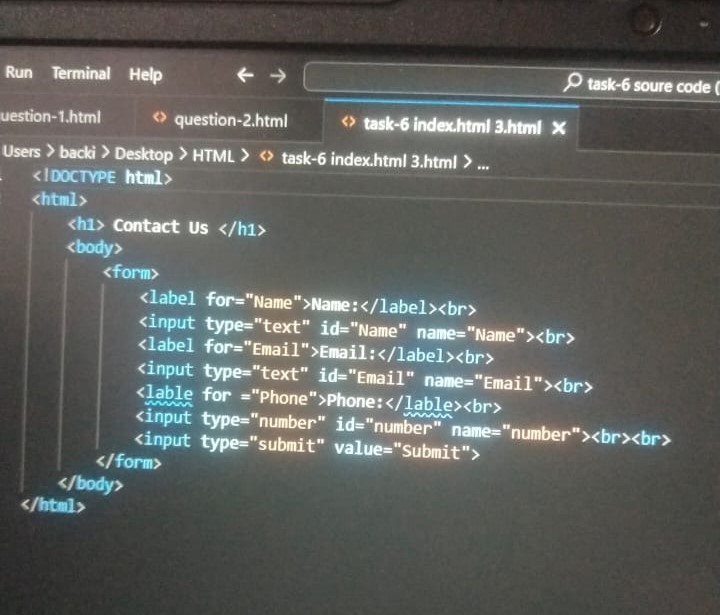 Run Terminal Help
task-6 soure code (
uestion-1.html question-2.html task-6 index.html 3.html
Users > backi > Desktop > HTML > task-6 index.html 3.html > ...
<!DOCTYPE html>
<html>
<h1> Contact Us </h1>
<body>
<form>
<label for="Name">Name:</label><br>
<input type="text" id="Name" name="Name"><br>
<label for="Email">Email:</label><br>
<input type="text" id="Email" name="Email"><br>
<lable for ="Phone">Phone:</lable><br>
<input type="number" id="number" name="number"><br><br>
<input type="submit" value="Submit">
</form>
</body>
</html>